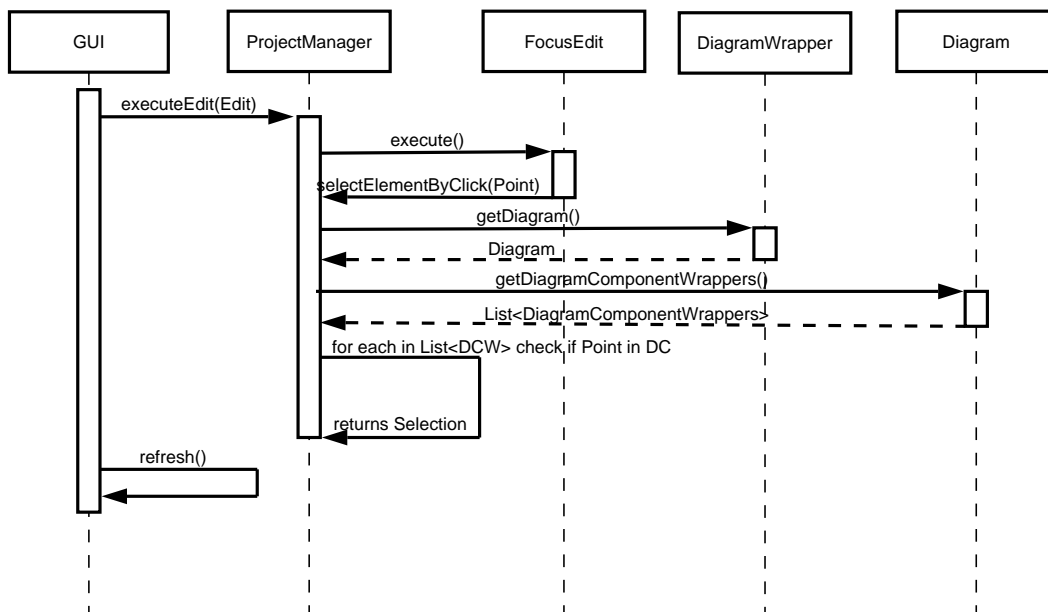 GUI
ProjectManager
FocusEdit
DiagramWrapper
Diagram
executeEdit(Edit)
execute()
selectElementByClick(Point)
getDiagram()
Diagram
getDiagramComponentWrappers()
List<DiagramComponentWrappers>
for each in List<DCW> check if Point in DC
returns Selection
refresh()